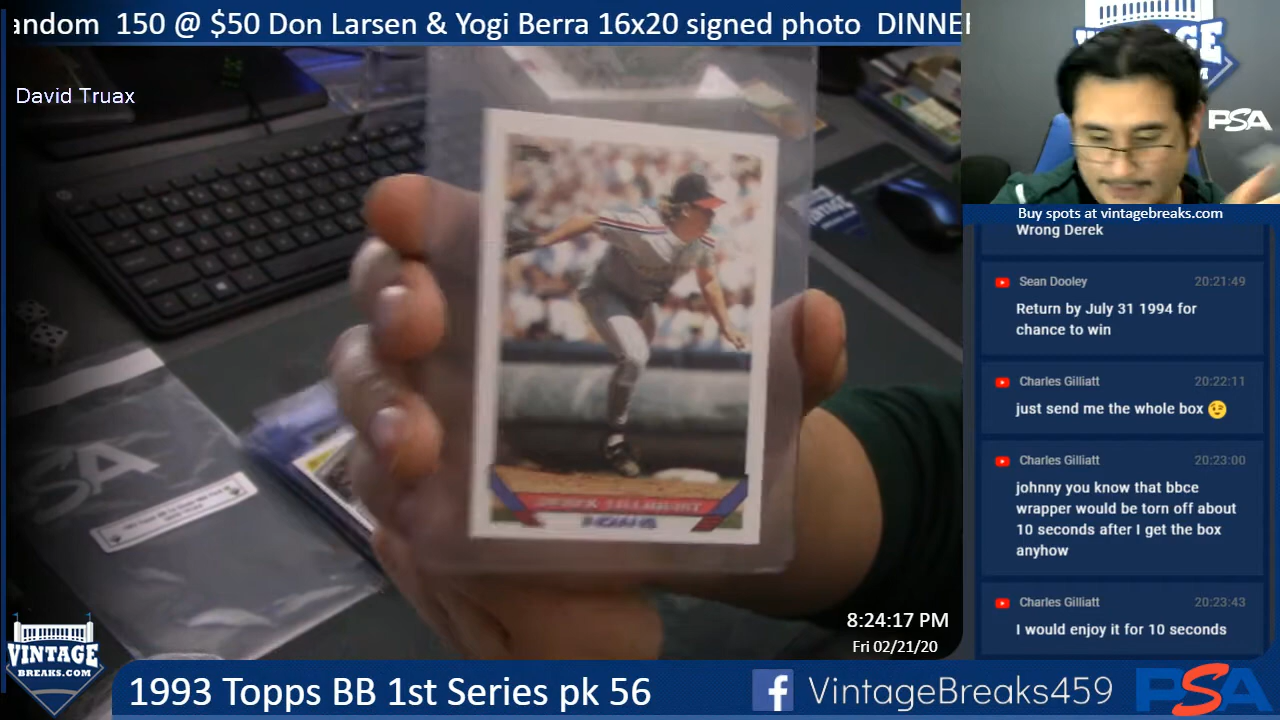 andom 150 @ $50 Don Larsen & Yogi Berra 16x20 signed photo DINNE
David Truax
PSA
Buy spots at vintagebreaks.com
Wrong Derek
Sean Dooley 20:21:49
Return by July 31 1994 for
chance to win
Charles Gilliatt 20:22:11
just send me the whole box 😉
Charles Gilliatt 20:23:00
johnny you know that bbce
wrapper would be torn off about
10 seconds after I get the box
anyhow
Charles Gilliatt 20:23:43
I would enjoy it for 10 seconds
PSA
8:24:17 PM
Fri 02/21/20
VINTAGE
BREAKS.COM
1993 Topps BB 1st Series pk 56
VintageBreaks459
PSA